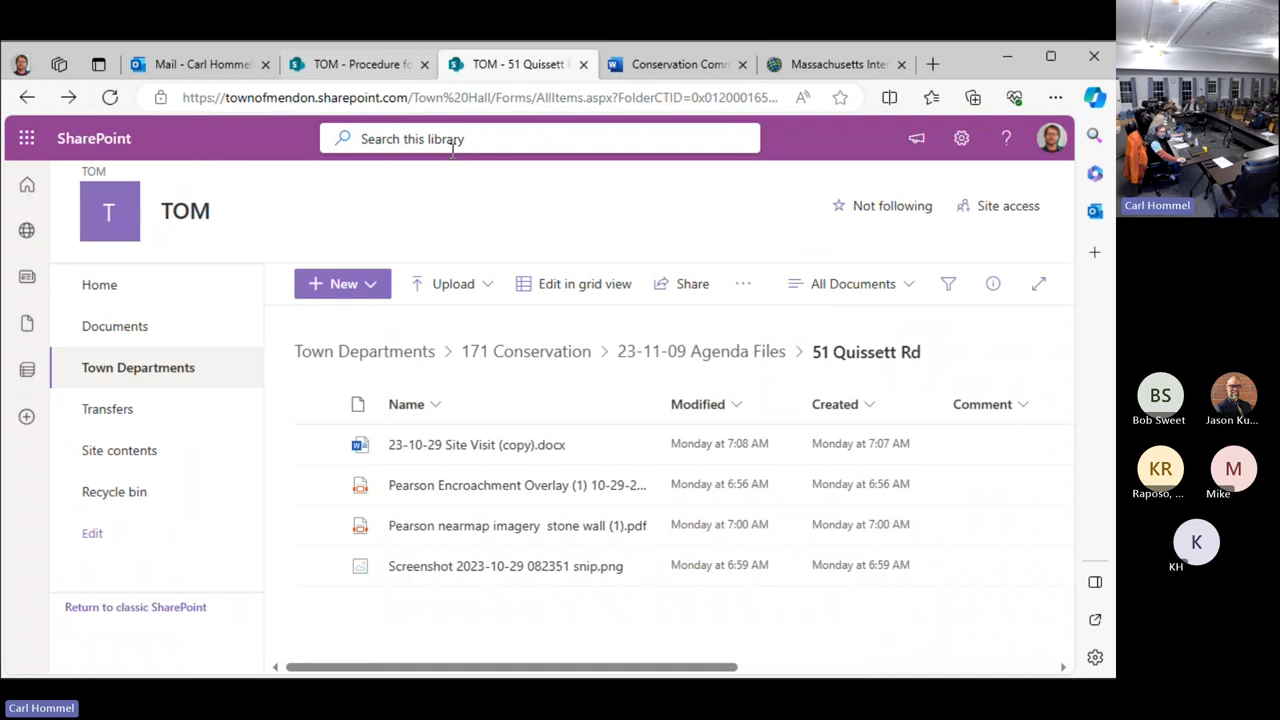 Mail - Carl Hommel
TOM - Procedure fo
TOM - 51 Quissett
Conservation Com
Massachusetts Inte
https://townofmendon.sharepoint.com/Town%20Hall/Forms/AllItems.aspx?FolderCTID=0x012000165...
SharePoint
Search this library
TOM
T
TOM
Not following
Site access
Home
Documents
Town Departments
Transfers
Site contents
Recycle bin
Edit
Return to classic SharePoint
New
Upload
Edit in grid view
Share
All Documents
Town Departments > 171 Conservation > 23-11-09 Agenda Files > 51 Quissett Rd
Name Modified Created Comment
23-10-29 Site Visit (copy).docx Monday at 7:08 AM Monday at 7:07 AM
Pearson Encroachment Overlay (1) 10-29-2... Monday at 6:56 AM Monday at 6:56 AM
Pearson nearmap imagery stone wall (1).pdf Monday at 7:00 AM Monday at 7:00 AM
Screenshot 2023-10-29 082351 snip.png Monday at 6:59 AM Monday at 6:59 AM
Carl Hommel
BS
Bob Sweet
Jason Ku...
KR
Raposo, ...
M
Mike
K
KH
Carl Hommel